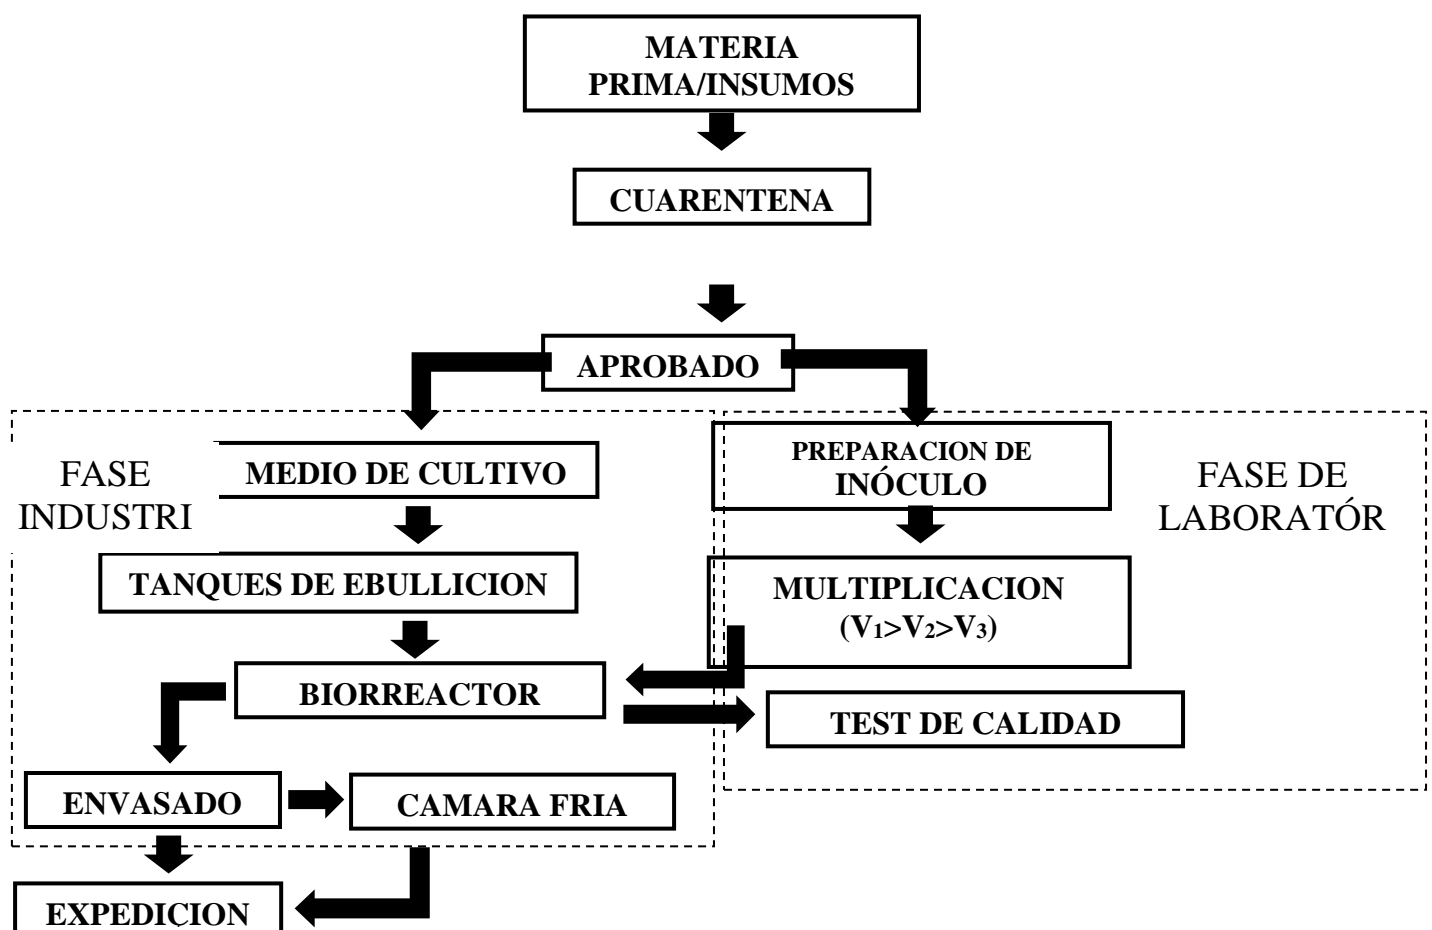 MATERIA
PRIMA/INSUMOS
CUARENTENA
APROBADO
FASE
INDUSTRI
MEDIO DE CULTIVO
PREPARACION DE
INÓCULO
FASE DE
LABORATÓR
TANQUES DE EBULLICION
MULTIPLICACION
(V1>V2>V3)
BIORREACTOR
TEST DE CALIDAD
ENVASADO
CAMARA FRIA
EXPEDICION